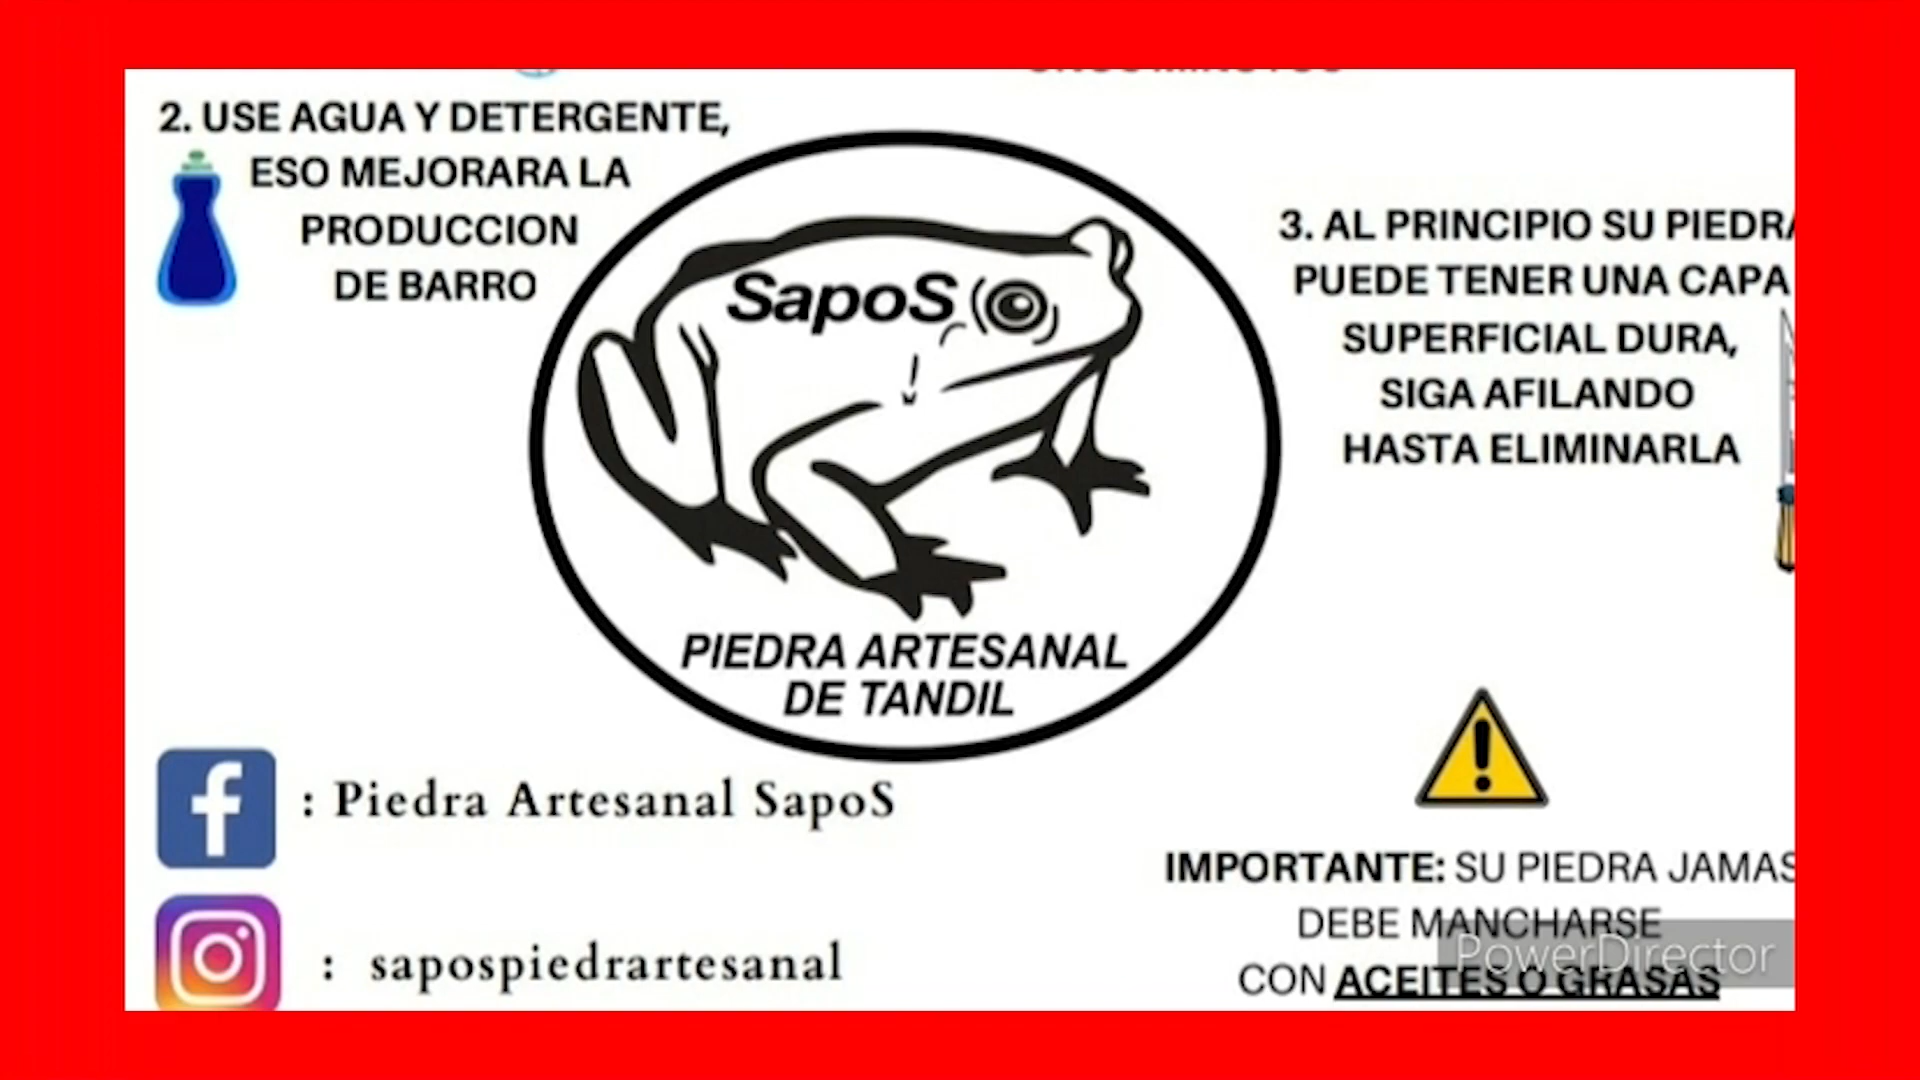 2. USE AGUA Y DETERGENTE,
ESO MEJORARA LA
PRODUCCION
DE BARRO
SapoS
PIEDRA ARTESANAL
DE TANDIL
3. AL PRINCIPIO SU PIEDRA
PUEDE TENER UNA CAPA
SUPERFICIAL DURA,
SIGA AFILANDO
HASTA ELIMINARLA
: Piedra Artesanal SapoS
: sapospiedrartesanal
IMPORTANTE: SU PIEDRA JAMAS
DEBE MANCHARSE
CON ACEITES O GRASAS
PowerDirector